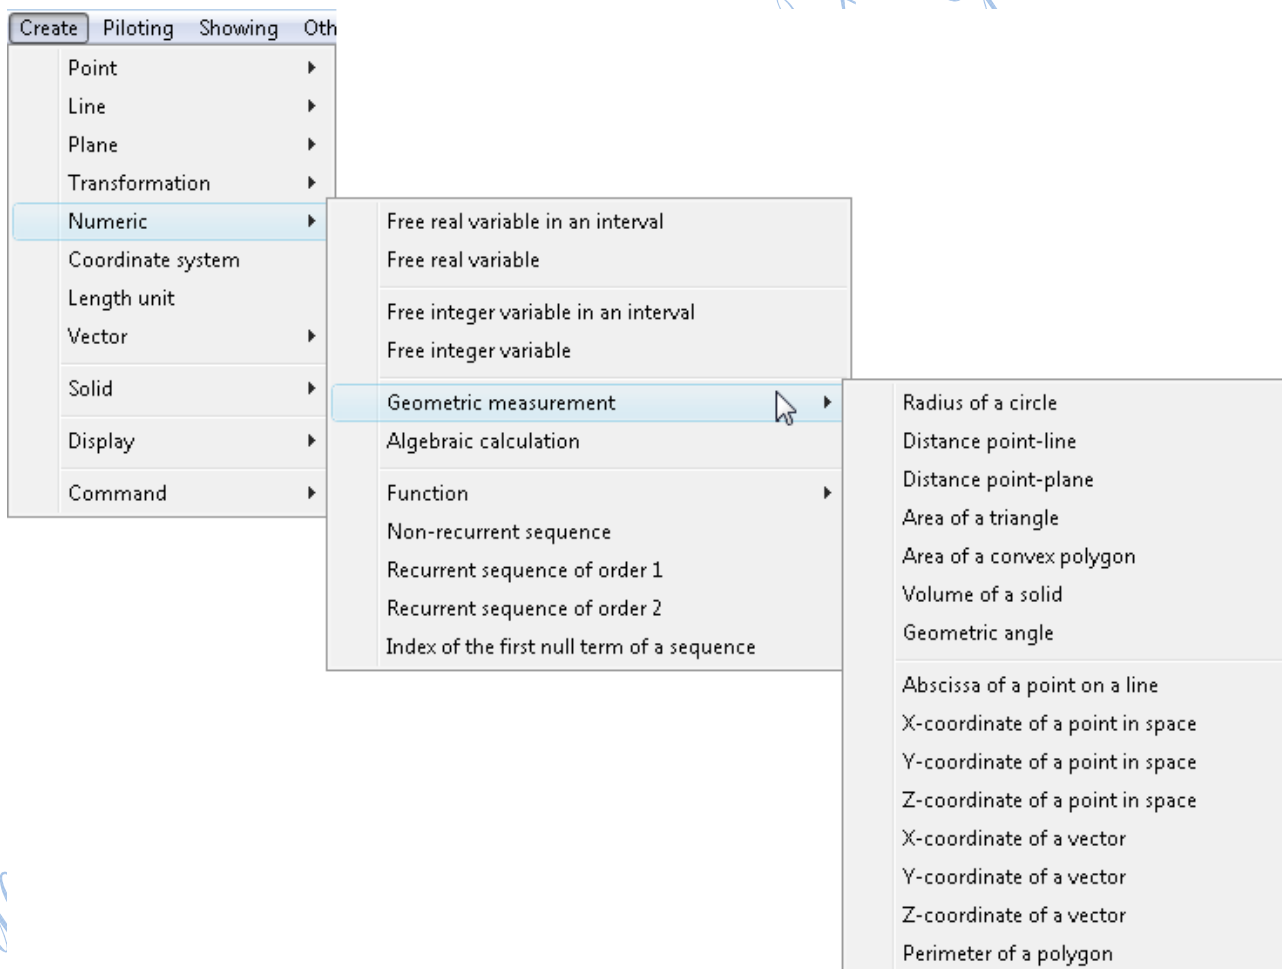 Create Piloting Showing Oth
Point
Line
Plane
Transformation
Numeric
Coordinate system
Length unit
Vector
Solid
Display
Command
Free real variable in an interval
Free real variable
Free integer variable in an interval
Free integer variable
Geometric measurement
Algebraic calculation
Function
Non-recurrent sequence
Recurrent sequence of order 1
Recurrent sequence of order 2
Index of the first null term of a sequence
Radius of a circle
Distance point-line
Distance point-plane
Area of a triangle
Area of a convex polygon
Volume of a solid
Geometric angle
Abscissa of a point on a line
X-coordinate of a point in space
Y-coordinate of a point in space
Z-coordinate of a point in space
X-coordinate of a vector
Y-coordinate of a vector
Z-coordinate of a vector
Perimeter of a polygon